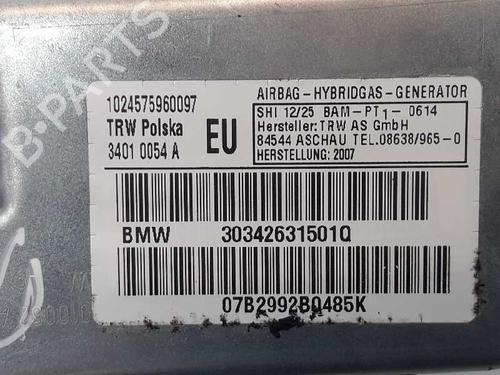 1024575960097
TRW Polska
3401 0054 A
EU
AIRBAG-HYBRIDGAS-GENERATOR
SHI 12/25 BAM-PT1-0614
Hersteller: TRW AS GmbH
84544 ASCHAU TEL.08638/965-0
HERSTELLUNG: 2007
BMW 30342631501Q
07B2992B0485K
B-PARTS